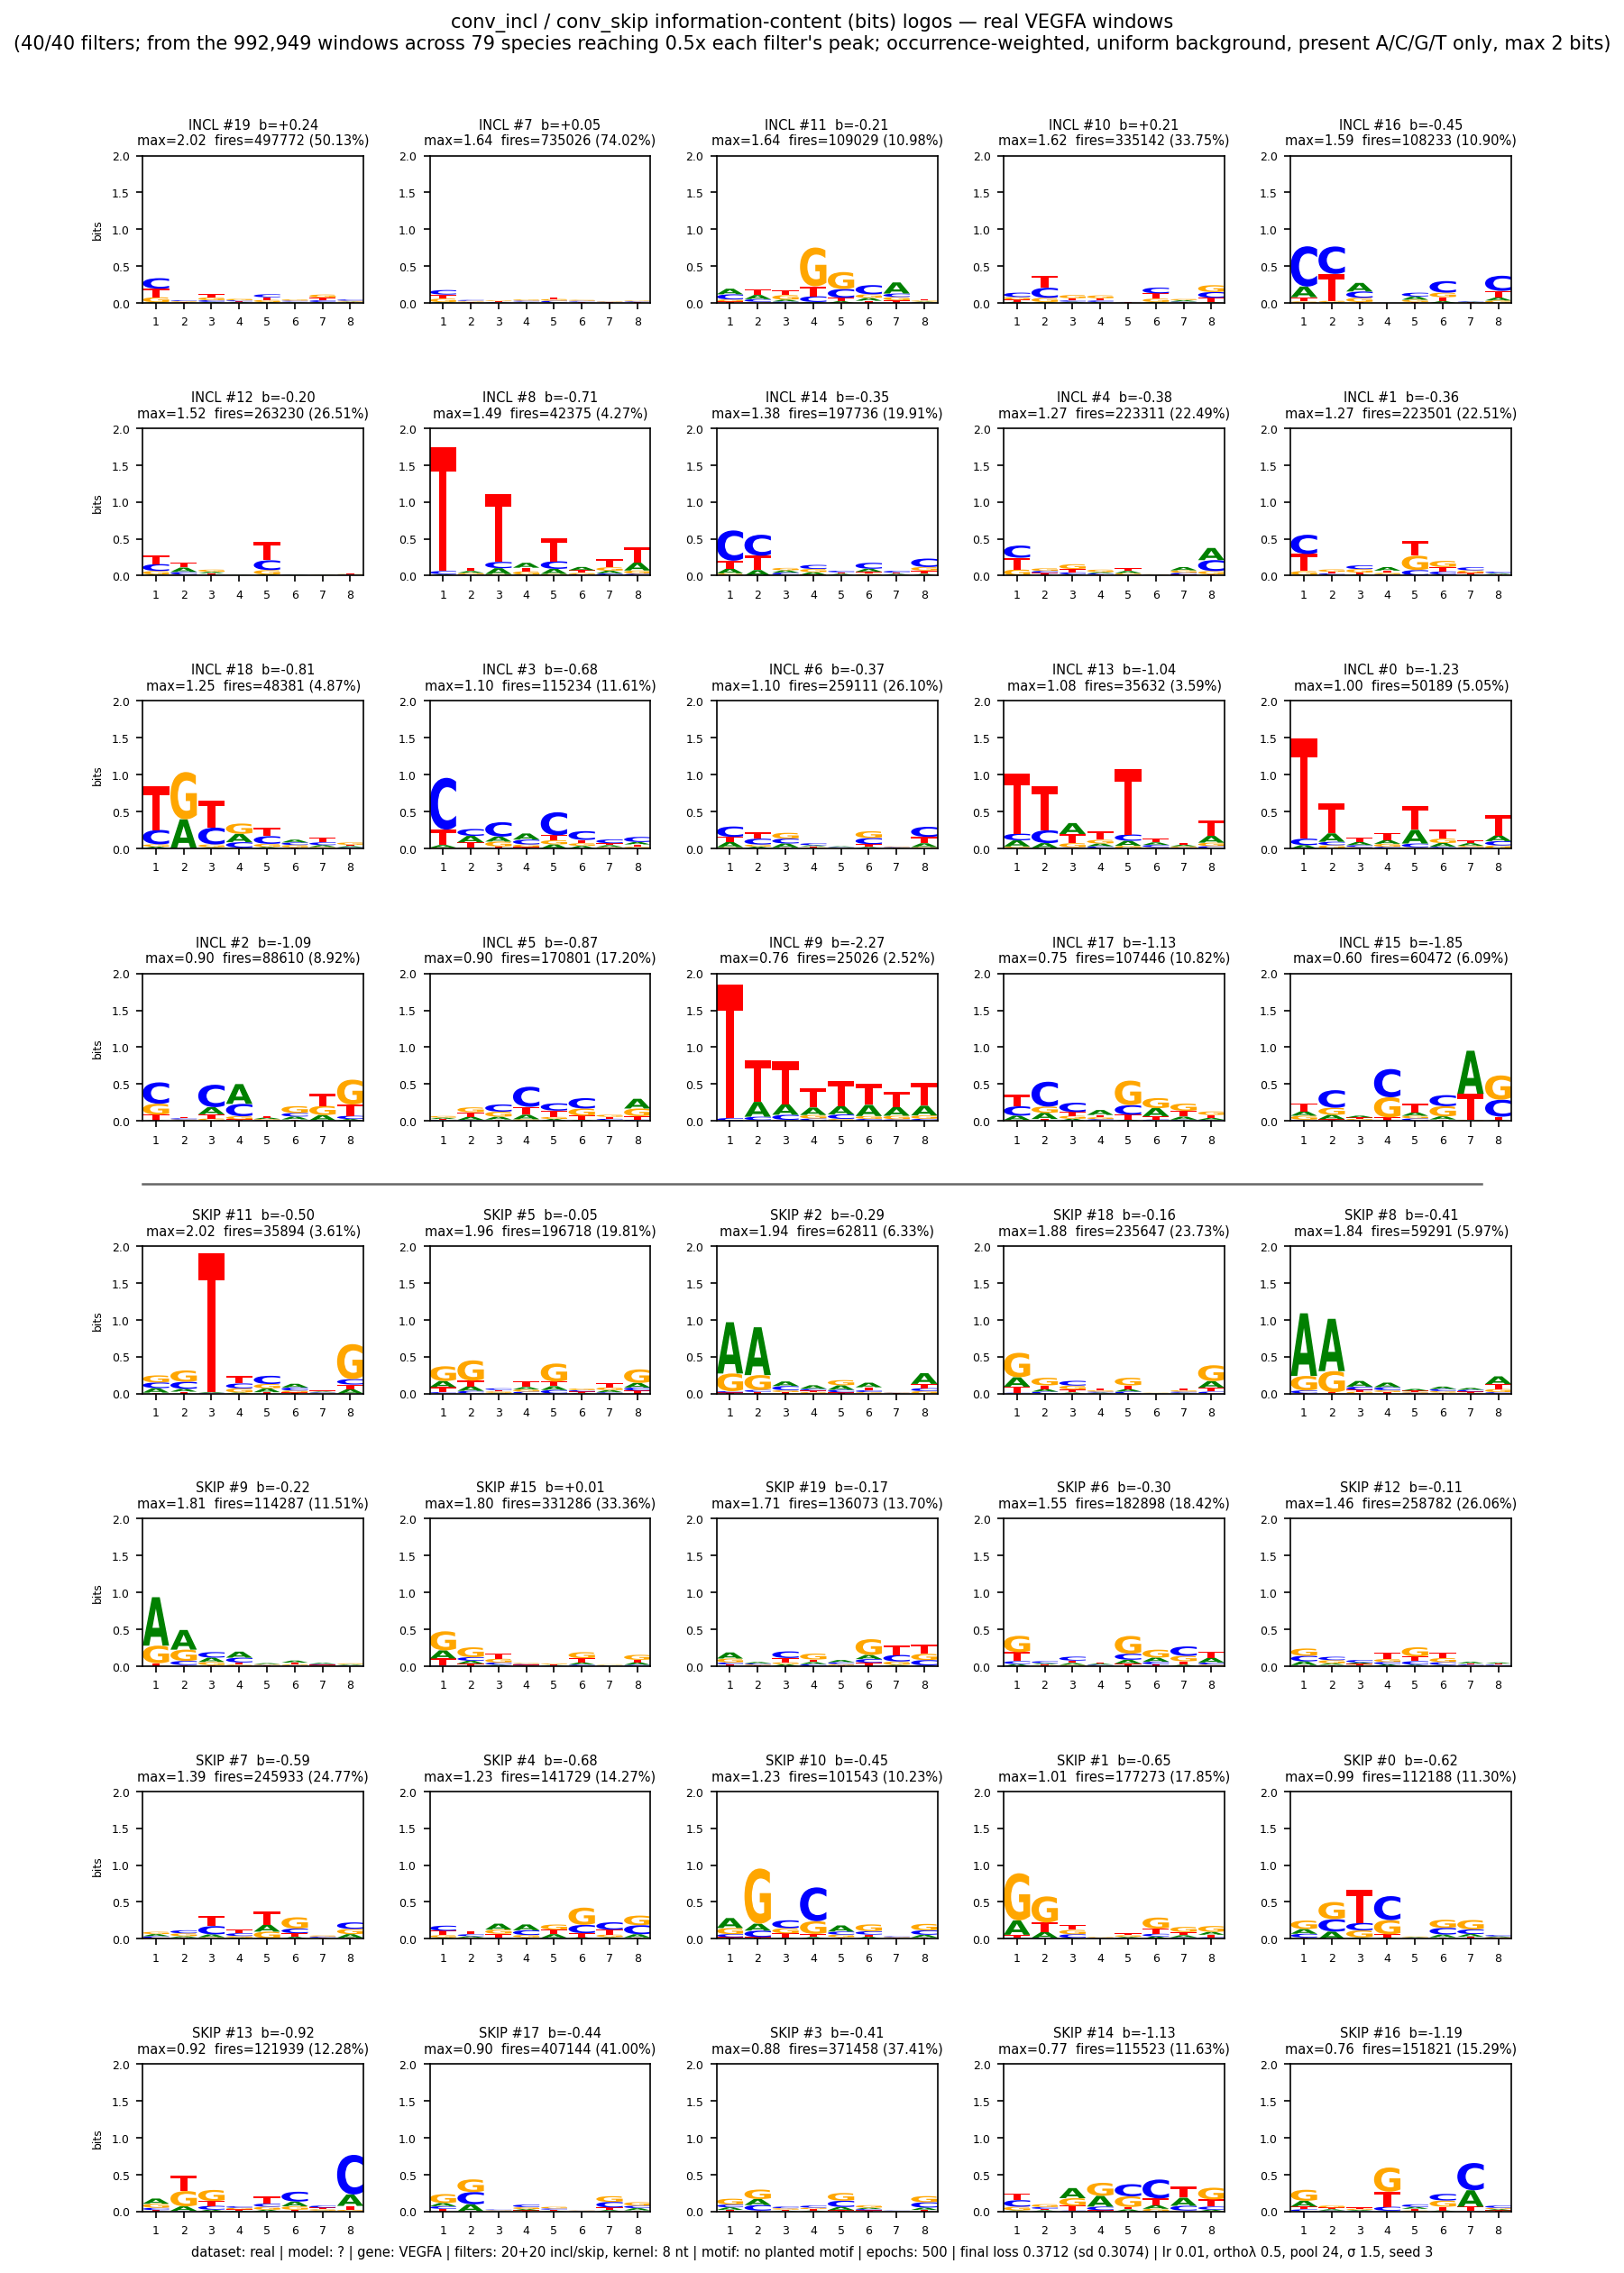 conv_incl / conv_skip information-content (bits) logos — real VEGFA windows
(40/40 filters; from the 992,949 windows across 79 species reaching 0.5x each filter's peak; occurrence-weighted, uniform background, present A/C/G/T only, max 2 bits)
INCL #19 b=+0.24
max=2.02 fires=497772 (50.13%)
INCL #7 b=+0.05
max=1.64 fires=735026 (74.02%)
INCL #11 b=-0.21
max=1.64 fires=109029 (10.98%)
INCL #10 b=+0.21
max=1.62 fires=335142 (33.75%)
INCL #16 b=-0.45
max=1.59 fires=108233 (10.90%)
INCL #12 b=-0.20
max=1.52 fires=263230 (26.51%)
INCL #8 b=-0.71
max=1.49 fires=42375 (4.27%)
INCL #14 b=-0.35
max=1.38 fires=197736 (19.91%)
INCL #4 b=-0.38
max=1.27 fires=223311 (22.49%)
INCL #1 b=-0.36
max=1.27 fires=223501 (22.51%)
INCL #18 b=-0.81
max=1.25 fires=48381 (4.87%)
INCL #3 b=-0.68
max=1.10 fires=115234 (11.61%)
INCL #6 b=-0.37
max=1.10 fires=259111 (26.10%)
INCL #13 b=-1.04
max=1.08 fires=35632 (3.59%)
INCL #0 b=-1.23
max=1.00 fires=50189 (5.05%)
INCL #2 b=-1.09
max=0.90 fires=88610 (8.92%)
INCL #5 b=-0.87
max=0.90 fires=170801 (17.20%)
INCL #9 b=-2.27
max=0.76 fires=25026 (2.52%)
INCL #17 b=-1.13
max=0.75 fires=107446 (10.82%)
INCL #15 b=-1.85
max=0.60 fires=60472 (6.09%)
SKIP #11 b=-0.50
max=2.02 fires=35894 (3.61%)
SKIP #5 b=-0.05
max=1.96 fires=196718 (19.81%)
SKIP #2 b=-0.29
max=1.94 fires=62811 (6.33%)
SKIP #18 b=-0.16
max=1.88 fires=235647 (23.73%)
SKIP #8 b=-0.41
max=1.84 fires=59291 (5.97%)
SKIP #9 b=-0.22
max=1.81 fires=114287 (11.51%)
SKIP #15 b=+0.01
max=1.80 fires=331286 (33.36%)
SKIP #19 b=-0.17
max=1.71 fires=136073 (13.70%)
SKIP #6 b=-0.30
max=1.55 fires=182898 (18.42%)
SKIP #12 b=-0.11
max=1.46 fires=258782 (26.06%)
SKIP #7 b=-0.59
max=1.39 fires=245933 (24.77%)
SKIP #4 b=-0.68
max=1.23 fires=141729 (14.27%)
SKIP #10 b=-0.45
max=1.23 fires=101543 (10.23%)
SKIP #1 b=-0.65
max=1.01 fires=177273 (17.85%)
SKIP #0 b=-0.62
max=0.99 fires=112188 (11.30%)
SKIP #13 b=-0.92
max=0.92 fires=121939 (12.28%)
SKIP #17 b=-0.44
max=0.90 fires=407144 (41.00%)
SKIP #3 b=-0.41
max=0.88 fires=371458 (37.41%)
SKIP #14 b=-1.13
max=0.77 fires=115523 (11.63%)
SKIP #16 b=-1.19
max=0.76 fires=151821 (15.29%)
bits
2.0
1.5
1.0
0.5
0.0
1 2 3 4 5 6 7 8
dataset: real | model: ? | gene: VEGFA | filters: 20+20 incl/skip, kernel: 8 nt | motif: no planted motif | epochs: 500 | final loss 0.3712 (sd 0.3074) | lr 0.01, orthoλ 0.5, pool 24, σ 1.5, seed 3